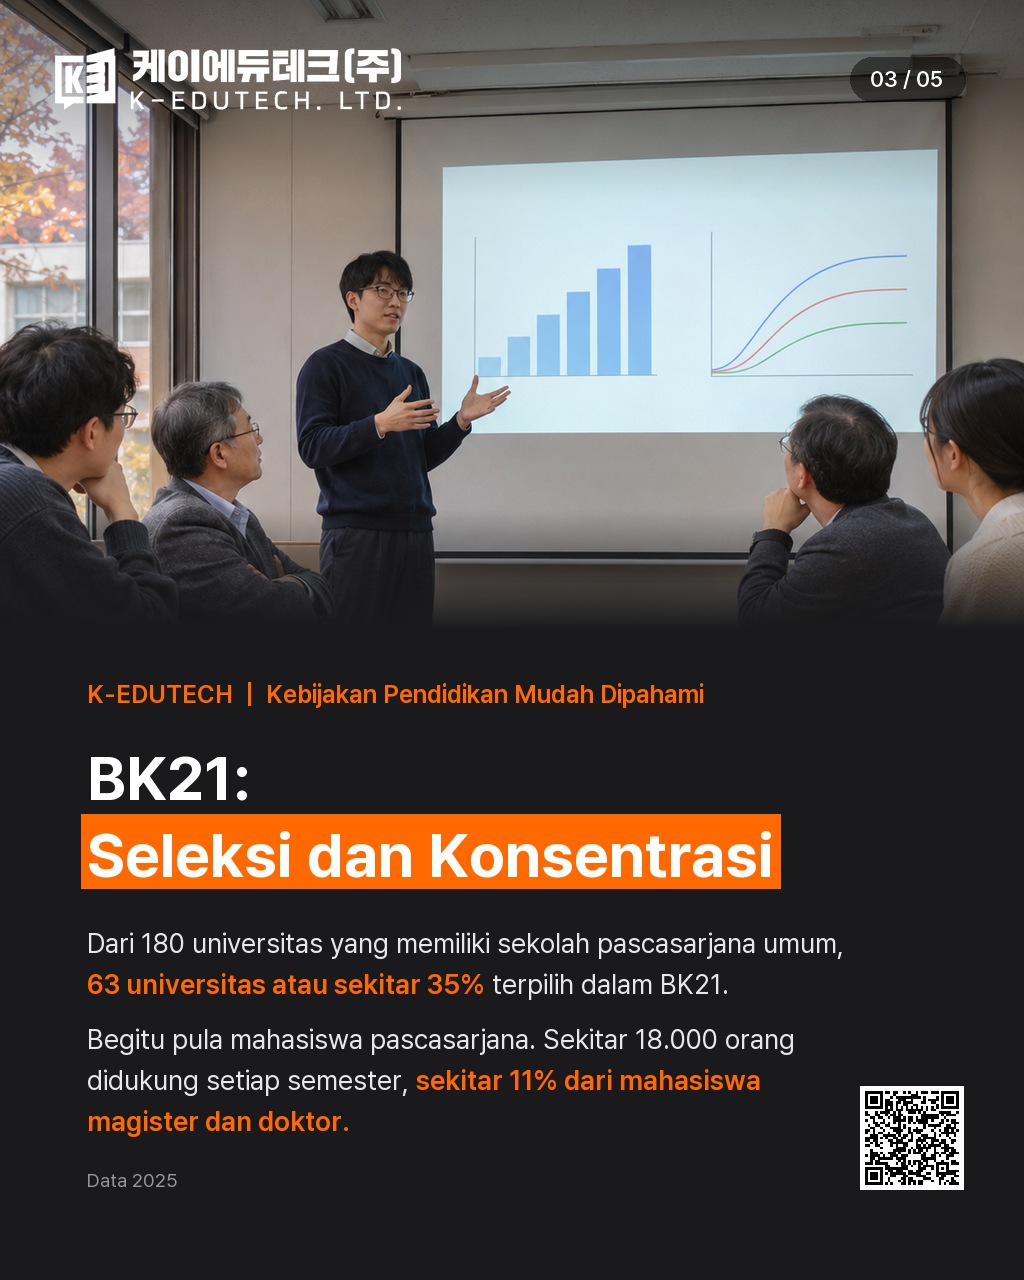 케이에듀테크(주)
K-EDUTECH. LTD.
03 / 05
K-EDUTECH | Kebijakan Pendidikan Mudah Dipahami
BK21:
Seleksi dan Konsentrasi
Dari 180 universitas yang memiliki sekolah pascasarjana umum,
63 universitas atau sekitar 35% terpilih dalam BK21.
Begitu pula mahasiswa pascasarjana. Sekitar 18.000 orang
didukung setiap semester, sekitar 11% dari mahasiswa
magister dan doktor.
Data 2025